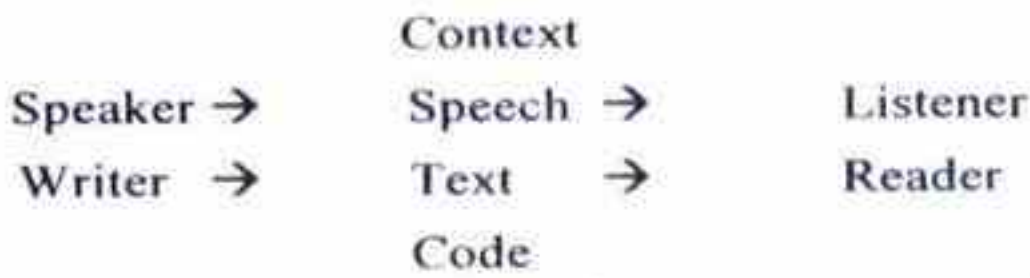 Context
Speaker → Speech → Listener
Writer → Text → Reader
Code